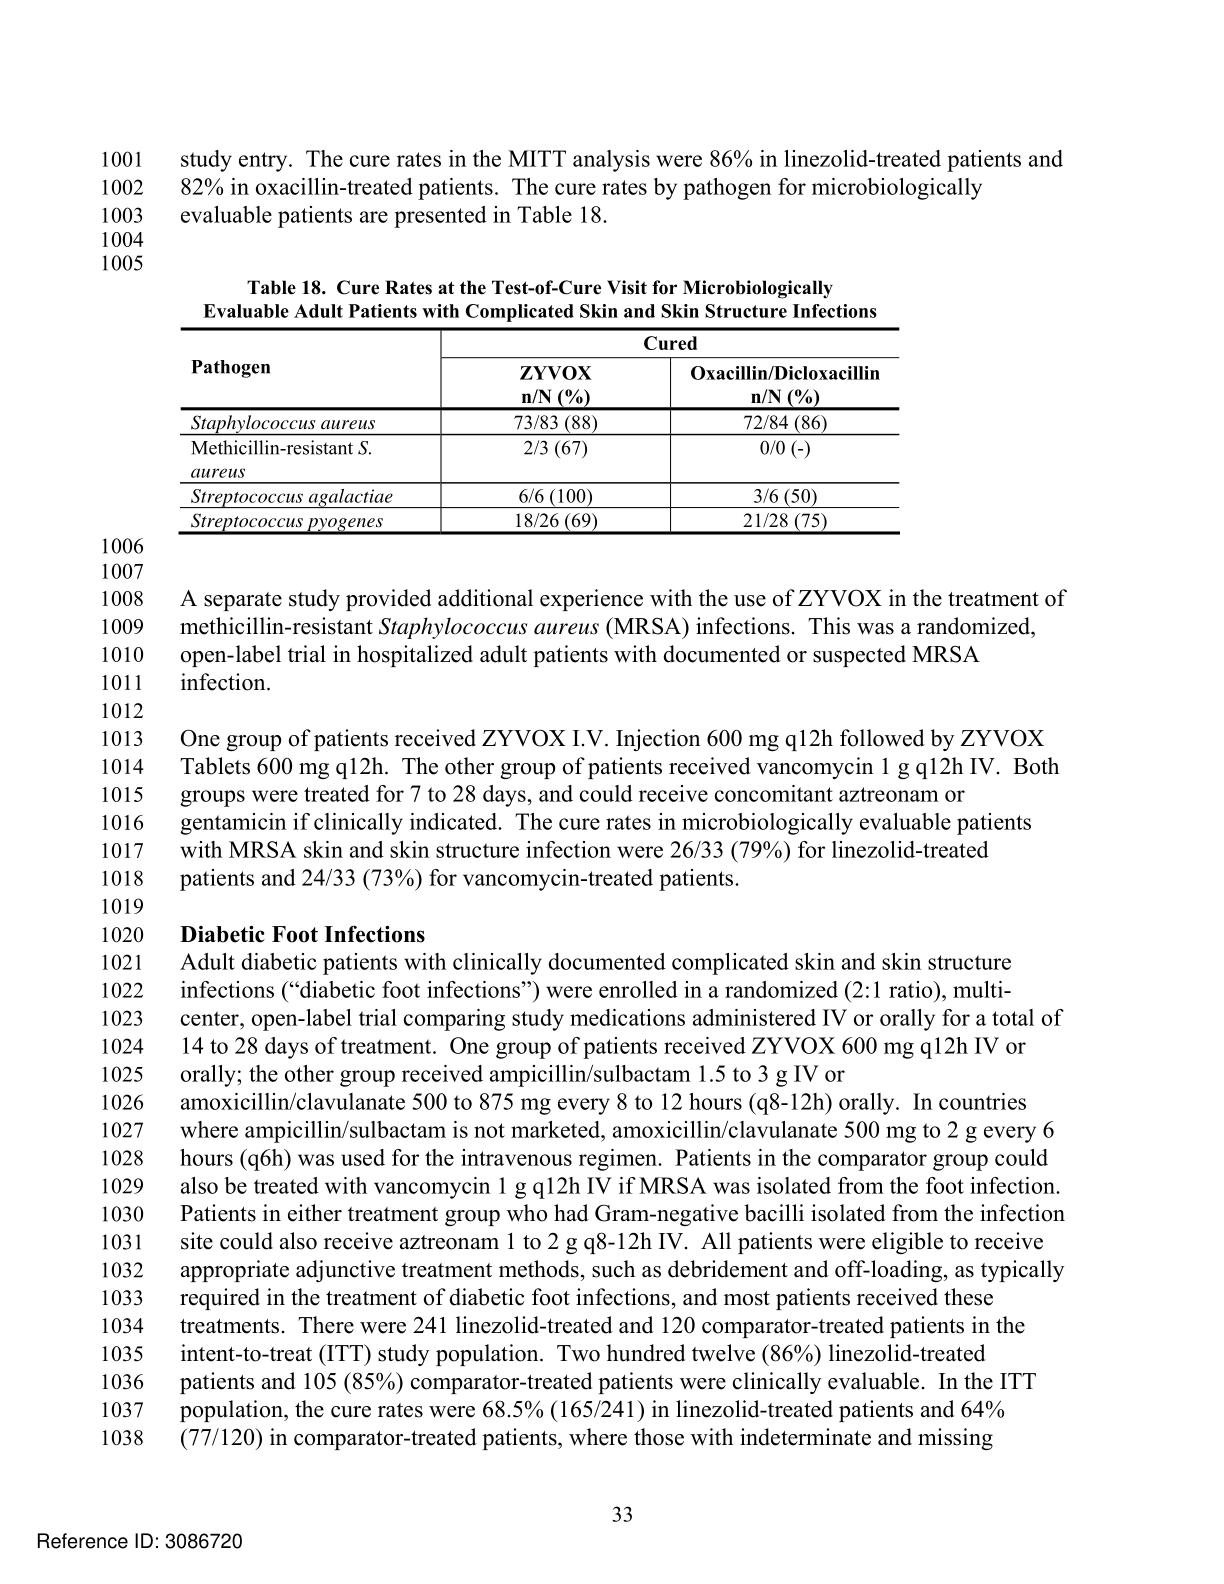 1001 study entry.  The cure rates in the MITT analysis were 86% in linezolid-treated patients and
1002 82% in oxacillin-treated patients.  The cure rates by pathogen for microbiologically
1003 evaluable patients are presented in Table 18.
1004
1005
Table 18.  Cure Rates at the Test-of-Cure Visit for Microbiologically
Evaluable Adult Patients with Complicated Skin and Skin Structure Infections
Cured
Pathogen
ZYVOX Oxacillin/Dicloxacillin
n/N (%) n/N (%)
Staphylococcus aureus 73/83 (88) 72/84 (86)
Methicillin-resistant S. 2/3 (67) 0/0 (-)
aureus
Streptococcus agalactiae 6/6 (100) 3/6 (50)
Streptococcus pyogenes 18/26 (69) 21/28 (75)
1006
1007
1008 A separate study provided additional experience with the use of ZYVOX in the treatment of
1009 methicillin-resistant Staphylococcus aureus (MRSA) infections.  This was a randomized,
1010 open-label trial in hospitalized adult patients with documented or suspected MRSA
1011 infection.
1012
1013 One group of patients received ZYVOX I.V. Injection 600 mg q12h followed by ZYVOX
1014 Tablets 600 mg q12h.  The other group of patients received vancomycin 1 g q12h IV.  Both
1015 groups were treated for 7 to 28 days, and could receive concomitant aztreonam or
1016 gentamicin if clinically indicated.  The cure rates in microbiologically evaluable patients
1017 with MRSA skin and skin structure infection were 26/33 (79%) for linezolid-treated
1018 patients and 24/33 (73%) for vancomycin-treated patients.
1019
1020 Diabetic Foot Infections
1021 Adult diabetic patients with clinically documented complicated skin and skin structure
1022 infections (“diabetic foot infections”) were enrolled in a randomized (2:1 ratio), multi-
1023 center, open-label trial comparing study medications administered IV or orally for a total of
1024 14 to 28 days of treatment.  One group of patients received ZYVOX 600 mg q12h IV or
1025 orally; the other group received ampicillin/sulbactam 1.5 to 3 g IV or
1026 amoxicillin/clavulanate 500 to 875 mg every 8 to 12 hours (q8-12h) orally.  In countries
1027 where ampicillin/sulbactam is not marketed, amoxicillin/clavulanate 500 mg to 2 g every 6
1028 hours (q6h) was used for the intravenous regimen.  Patients in the comparator group could
1029 also be treated with vancomycin 1 g q12h IV if MRSA was isolated from the foot infection.
1030 Patients in either treatment group who had Gram-negative bacilli isolated from the infection
1031 site could also receive aztreonam 1 to 2 g q8-12h IV.  All patients were eligible to receive
1032 appropriate adjunctive treatment methods, such as debridement and off-loading, as typically
1033 required in the treatment of diabetic foot infections, and most patients received these
1034 treatments.  There were 241 linezolid-treated and 120 comparator-treated patients in the
1035 intent-to-treat (ITT) study population.  Two hundred twelve (86%) linezolid-treated
1036 patients and 105 (85%) comparator-treated patients were clinically evaluable.  In the ITT
1037 population, the cure rates were 68.5% (165/241) in linezolid-treated patients and 64%
1038 (77/120) in comparator-treated patients, where those with indeterminate and missing
33
Reference ID: 3086720